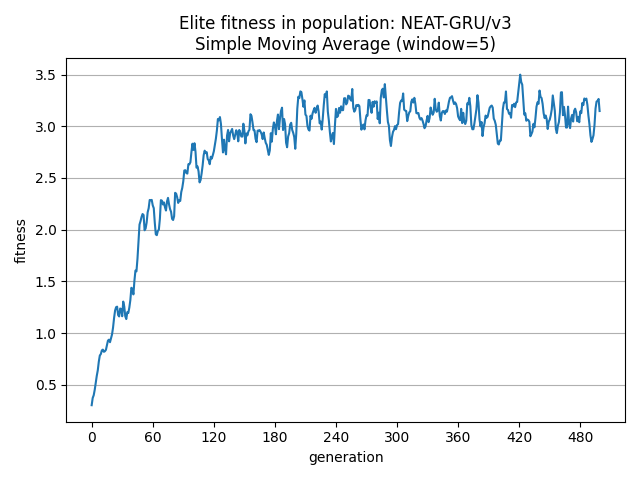 Elite fitness in population: NEAT-GRU/v3
Simple Moving Average (window=5)
3.5
3.0
2.5
2.0
1.5
1.0
0.5
fitness
0 60 120 180 240 300 360 420 480
generation